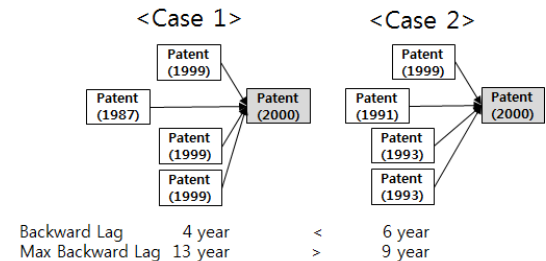 <Case 1> <Case 2>
Patent
(1999)
Patent
(1987)
Patent
(1999)
Patent
(1999)
Patent
(2000)
Patent
(1999)
Patent
(1991)
Patent
(1993)
Patent
(1993)
Patent
(2000)
Backward Lag 4 year < 6 year
Max Backward Lag 13 year > 9 year